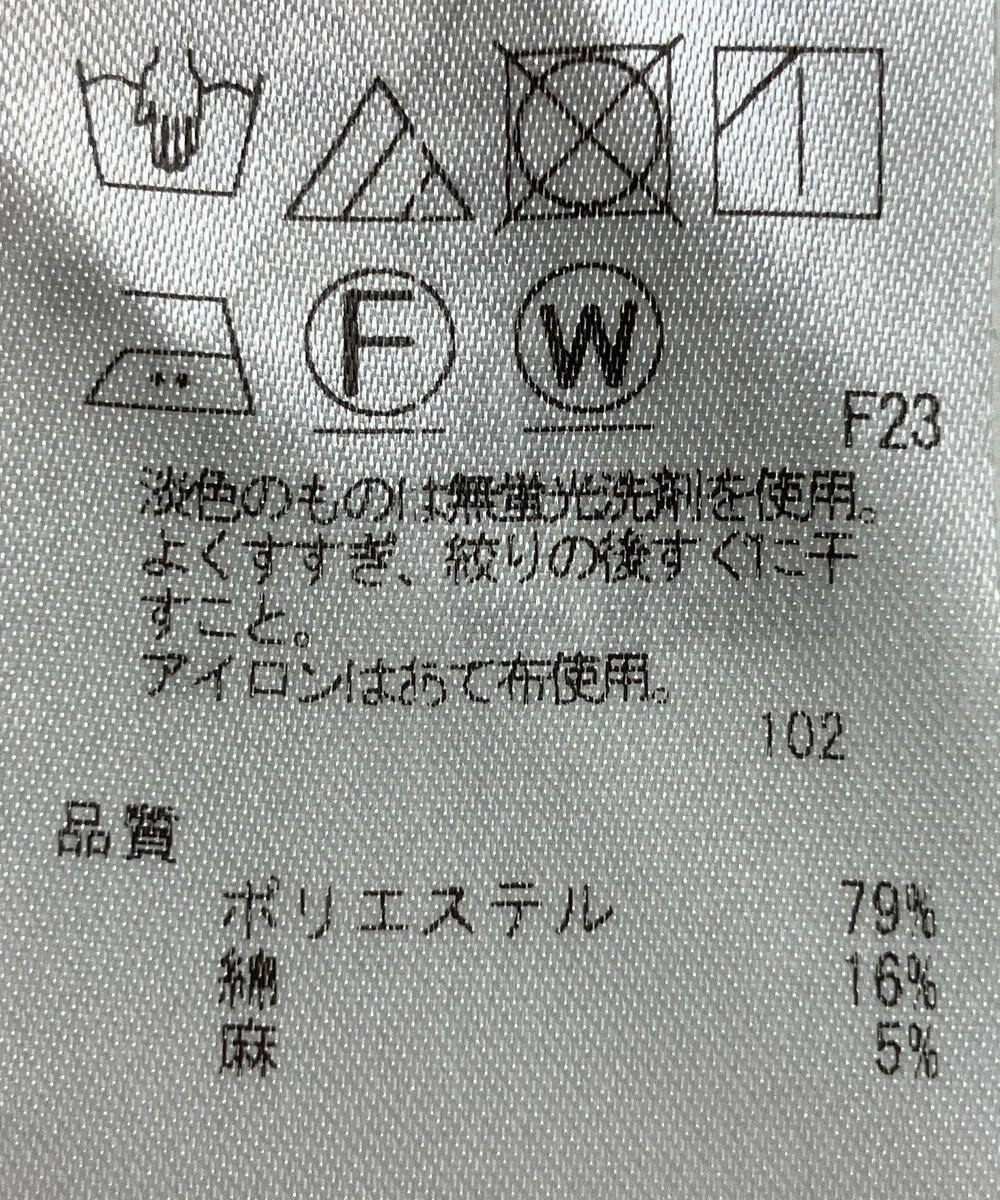 F
W
F23
淡色のものは無蛍光洗剤を使用。
よくすすぎ、絞りの後すぐに干
すこと。
アイロンはあて布使用。
102
品質
ポリエステル 79%
綿 16%
麻 5%